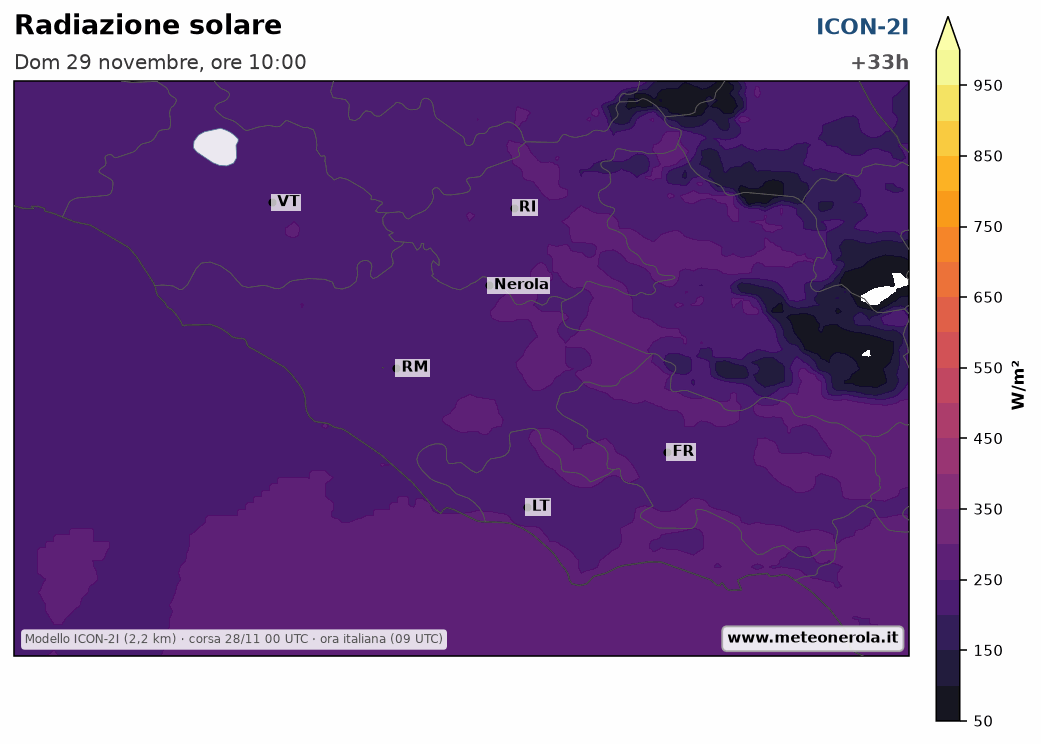 Radiazione solare
ICON-2I
Dom 29 novembre, ore 10:00
+33h
950
850
750
650
550
450
350
250
150
50
W/m²
VT
RI
Nerola
RM
FR
LT
Modello ICON-2I (2,2 km) · corsa 28/11 00 UTC · ora italiana (09 UTC)
www.meteonerola.it